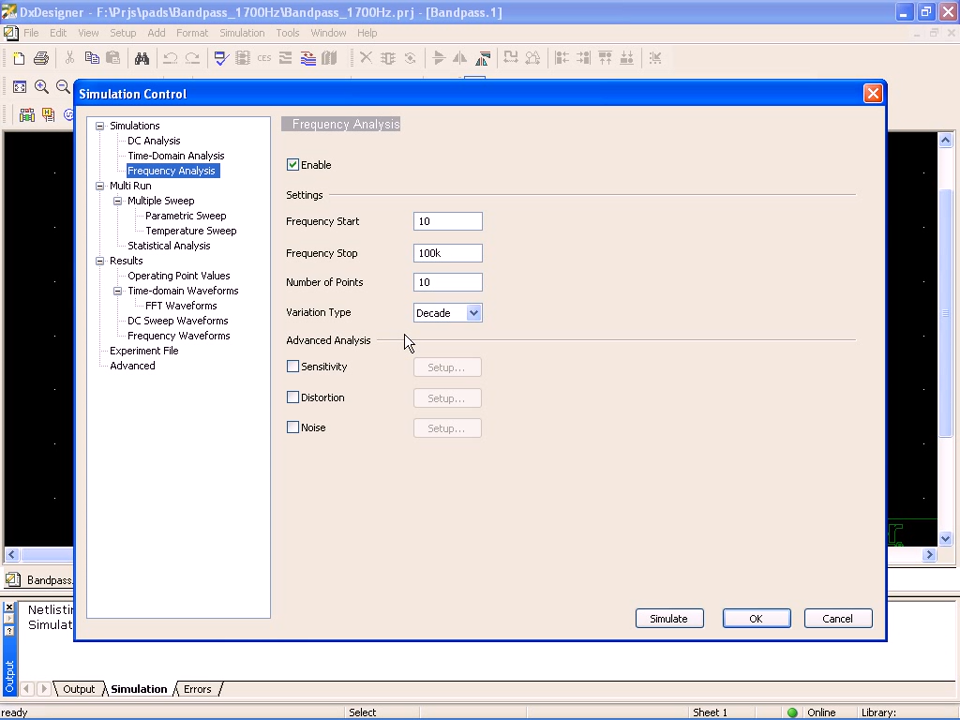 DxDesigner - F:\Prjs\pads\Bandpass_1700Hz\Bandpass_1700Hz.prj - [Bandpass.1]
File Edit View Setup Add Format Simulation Tools Window Help
CES
Simulation Control
Simulations
DC Analysis
Time-Domain Analysis
Frequency Analysis
Multi Run
Multiple Sweep
Parametric Sweep
Temperature Sweep
Statistical Analysis
Results
Operating Point Values
Time-domain Waveforms
FFT Waveforms
DC Sweep Waveforms
Frequency Waveforms
Experiment File
Advanced
Frequency Analysis
Enable
Settings
Frequency Start 10
Frequency Stop 100k
Number of Points 10
Variation Type Decade
Advanced Analysis
Sensitivity Setup...
Distortion Setup...
Noise Setup...
Simulate OK Cancel
Bandpass.
Netlistin
Simulat
Output
Output Simulation Errors
ready Select Sheet 1 Online Library: